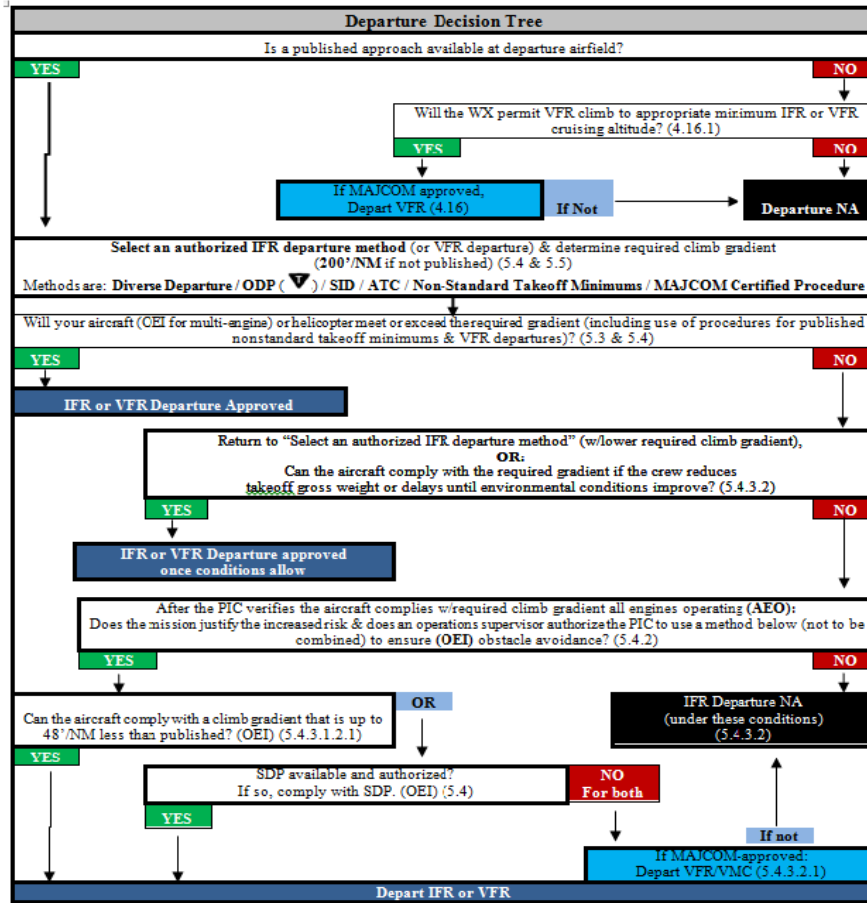 Departure Decision Tree
Is a published approach available at departure airfield?
YES
NO
Will the WX permit VFR climb to appropriate minimum IFR or VFR
cruising altitude? (4.16.1)
YES
NO
If MAJCOM approved,
Depart VFR (4.16)
If Not
Departure NA
Select an authorized IFR departure method (or VFR departure) & determine required climb gradient
(200'/NM if not published) (5.4 & 5.5)
Methods are: Diverse Departure / ODP ( T ) / SID / ATC / Non-Standard Takeoff Minimums / MAJCOM Certified Procedure
Will your aircraft (OEI for multi-engine) or helicopter meet or exceed the required gradient (including use of procedures for published
nonstandard takeoff minimums & VFR departures)? (5.3 & 5.4)
YES
NO
IFR or VFR Departure Approved
Return to "Select an authorized IFR departure method" (w/lower required climb gradient),
OR:
Can the aircraft comply with the required gradient if the crew reduces
takeoff gross weight or delays until environmental conditions improve? (5.4.3.2)
YES
NO
IFR or VFR Departure approved
once conditions allow
After the PIC verifies the aircraft complies w/required climb gradient all engines operating (AEO):
Does the mission justify the increased risk & does an operations supervisor authorize the PIC to use a method below (not to be
combined) to ensure (OEI) obstacle avoidance? (5.4.2)
YES
NO
Can the aircraft comply with a climb gradient that is up to
48'/NM less than published? (OEI) (5.4.3.1.2.1)
OR
IFR Departure NA
(under these conditions)
(5.4.3.2)
YES
SDP available and authorized?
If so, comply with SDP. (OEI) (5.4)
NO
For both
YES
If not
If MAJCOM-approved:
Depart VFR/VMC (5.4.3.2.1)
Depart IFR or VFR